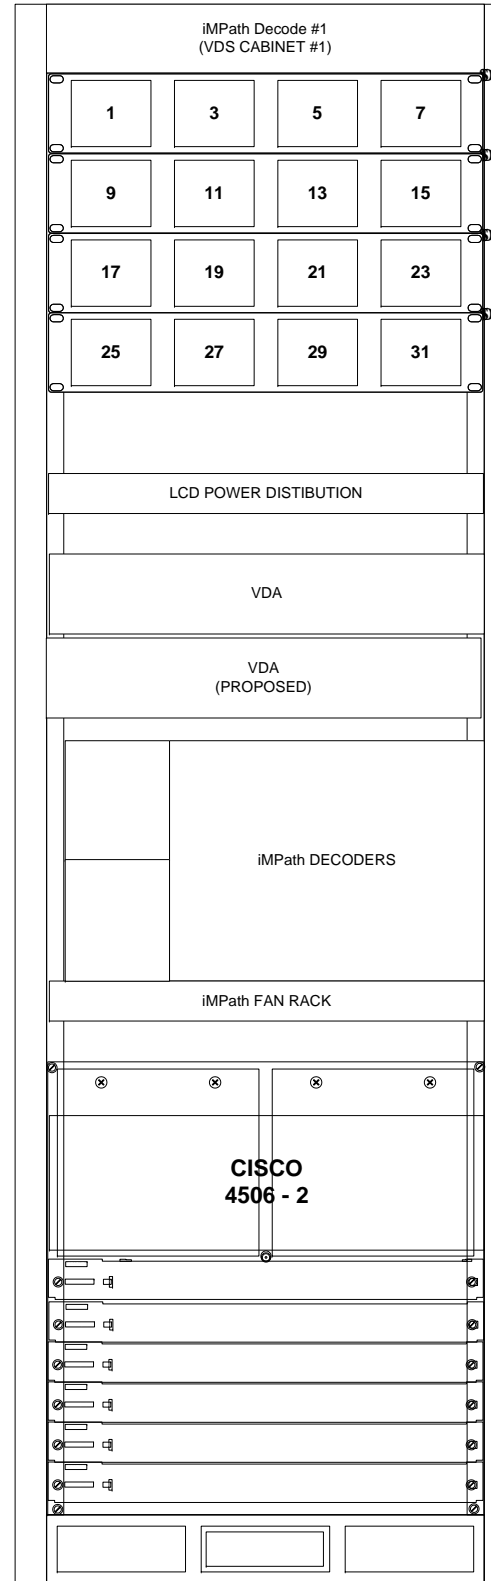 iMPath Decode #1
(VDS CABINET #1)
1 3 5 7
9 11 13 15
17 19 21 23
25 27 29 31
LCD POWER DISTIBUTION
VDA
VDA
(PROPOSED)
iMPath DECODERS
iMPath FAN RACK
CISCO
4506 - 2